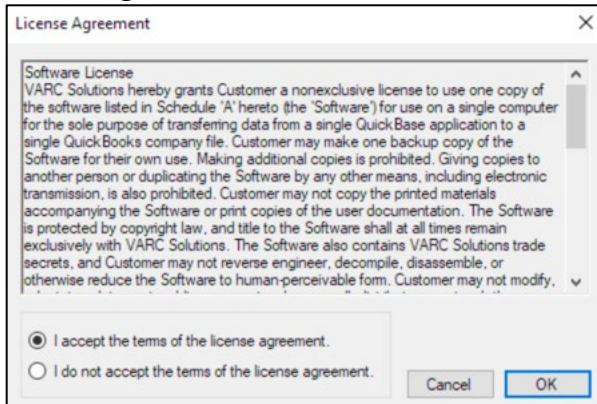 License Agreement
Software License
VARC Solutions hereby grants Customer a nonexclusive license to use one copy of
the software listed in Schedule 'A' hereto (the 'Software') for use on a single computer
for the sole purpose of transferring data from a single QuickBase application to a
single QuickBooks company file. Customer may make one backup copy of the
Software for their own use. Making additional copies is prohibited. Giving copies to
another person or duplicating the Software by any other means, including electronic
transmission, is also prohibited. Customer may not copy the printed materials
accompanying the Software or print copies of the user documentation. The Software
is protected by copyright law, and title to the Software shall at all times remain
exclusively with VARC Solutions. The Software also contains VARC Solutions trade
secrets, and Customer may not reverse engineer, decompile, disassemble, or
otherwise reduce the Software to human-perceivable form. Customer may not modify,
I accept the terms of the license agreement.
I do not accept the terms of the license agreement.
Cancel
OK